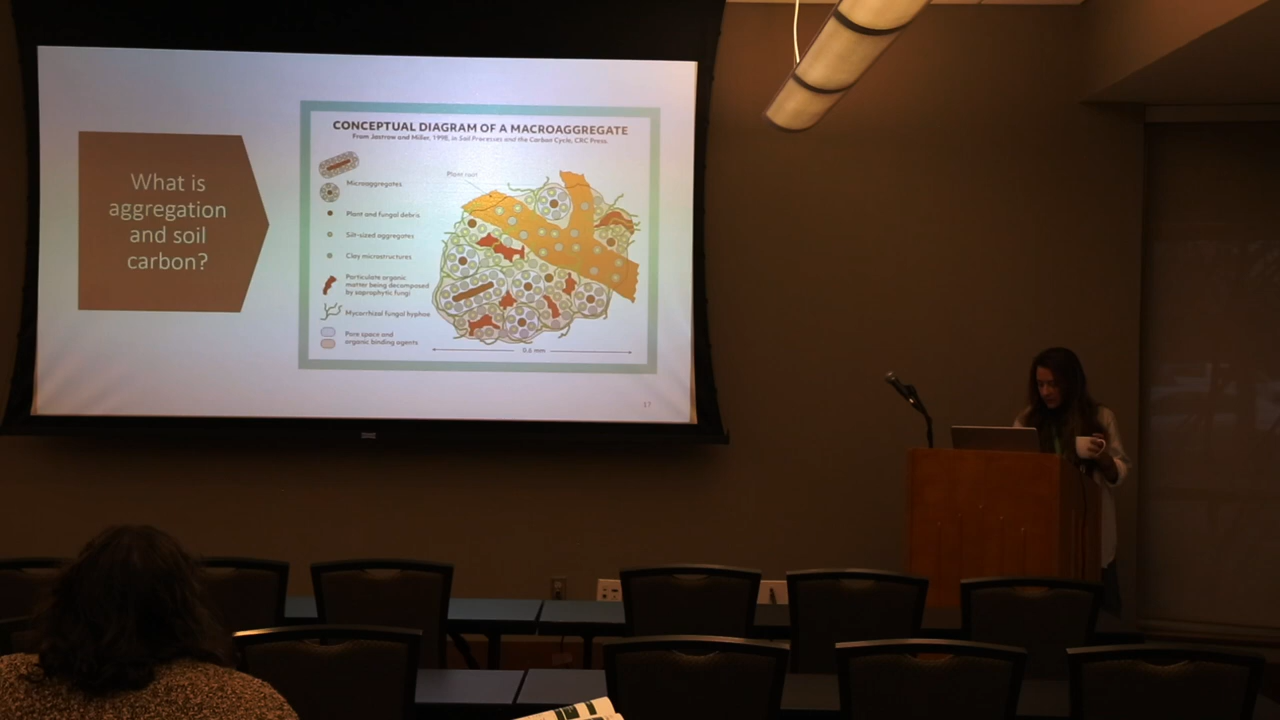 What is
aggregation
and soil
carbon?
CONCEPTUAL DIAGRAM OF A MACROAGGREGATE
From Jastrow and Miller, 1998, in Soil Processes and the Carbon Cycle, CRC Press.
Plant root
Microaggregates
Plant and fungal debris
Silt-sized aggregates
Clay microstructures
Particulate organic
matter being decomposed
by saprophytic fungi
Mycorrhizal fungal hyphae
Pore space and
organic binding agents
0.6 mm
17